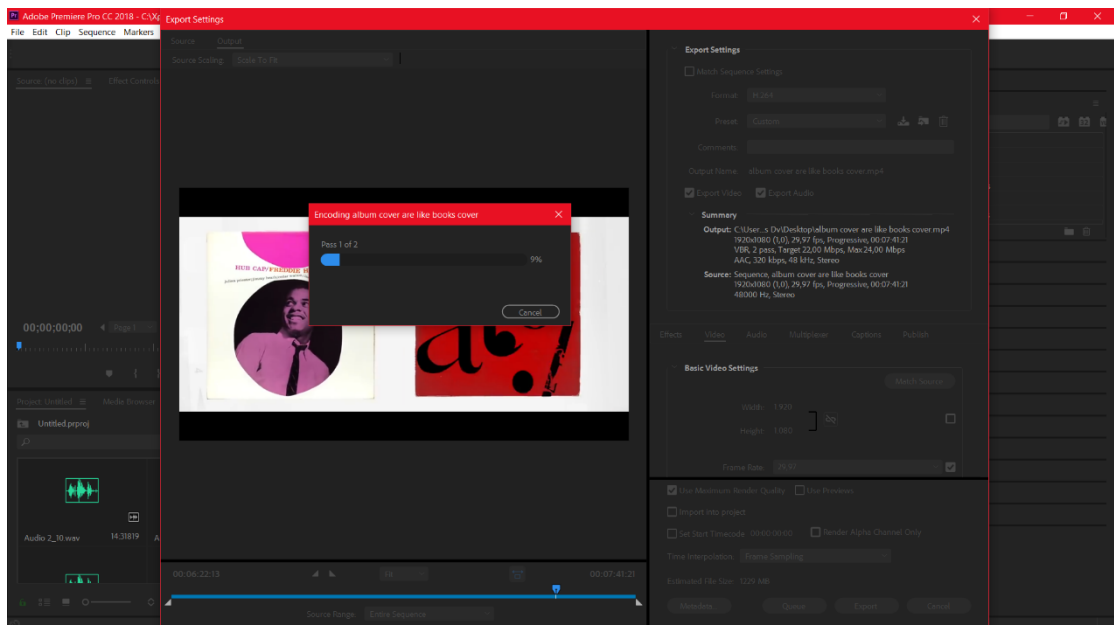 Adobe Premiere Pro CC 2018 - C:\Xp
File Edit Clip Sequence Markers
Export Settings
Source Output
Source Scaling: Scale To Fit
Source: (no clips) Effect Controls
Encoding album cover are like books cover
Pass 1 of 2
9%
Cancel
HUB CAP/FREDDIE H
a
00;00;00;00 Page 1
Project: Untitled Media Browser
Untitled.prproj
Audio 2_10.wav 14:31819 A
00:06:22:13 Fit 00:07:41:21
Source Range: Entire Sequence
Export Settings
Match Sequence Settings
Format: H.264
Preset: Custom
Comments:
Output Name: album cover are like books cover.mp4
Export Video Export Audio
Summary
Output: C:\User...s Dv\Desktop\album cover are like books cover.mp4
1920x1080 (1,0), 29,97 fps, Progressive, 00:07:41:21
VBR, 2 pass, Target 22,00 Mbps, Max 24,00 Mbps
AAC, 320 kbps, 48 kHz, Stereo
Source: Sequence, album cover are like books cover
1920x1080 (1,0), 29,97 fps, Progressive, 00:07:41:21
48000 Hz, Stereo
Effects Video Audio Multiplexer Captions Publish
Basic Video Settings
Match Source
Width: 1.920
Height: 1.080
Frame Rate: 29,97
Use Maximum Render Quality Use Previews
Import into project
Set Start Timecode 00:00:00:00 Render Alpha Channel Only
Time Interpolation: Frame Sampling
Estimated File Size: 1229 MB
Metadata... Queue Export Cancel